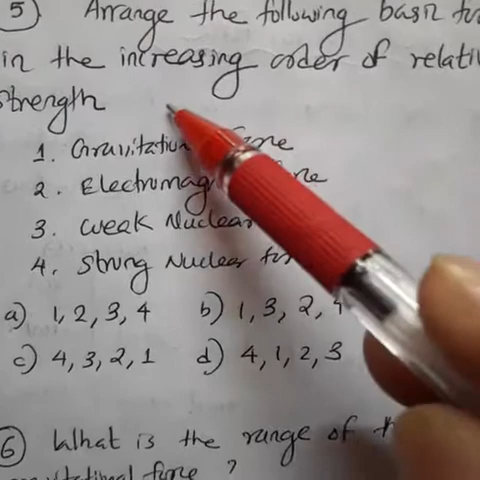 5) Arrange the following basic
in the increasing order of
strength
1. Gravitation
2. Electromag
3. Weak Nuclear
4. Strong Nuclear
a) 1, 2, 3, 4 b) 1, 3, 2, 4
c) 4, 3, 2, 1 d) 4, 1, 2, 3
6 What is the range of
force ?